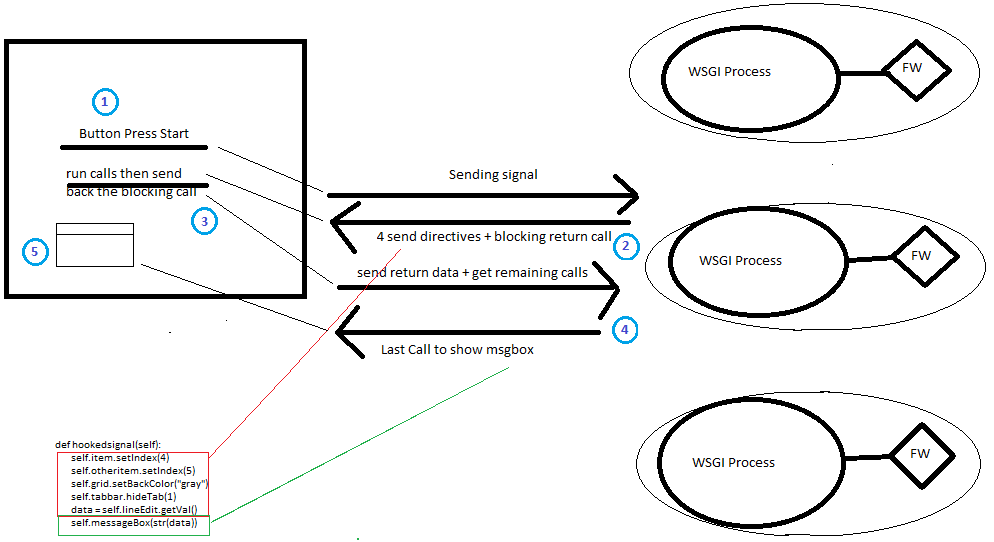 WSGI Process
FW
1
Button Press Start
run calls then send
back the blocking call
3
5
Sending signal
4 send directives + blocking return call
2
send return data + get remaining calls
4
Last Call to show msgbox
WSGI Process
FW
def hookedsignal(self):
self.item.setIndex(4)
self.otheritem.setIndex(5)
self.grid.setBackColor("gray")
self.tabbar.hideTab(1)
data = self.lineEdit.getVal()
self.messageBox(str(data))
WSGI Process
FW